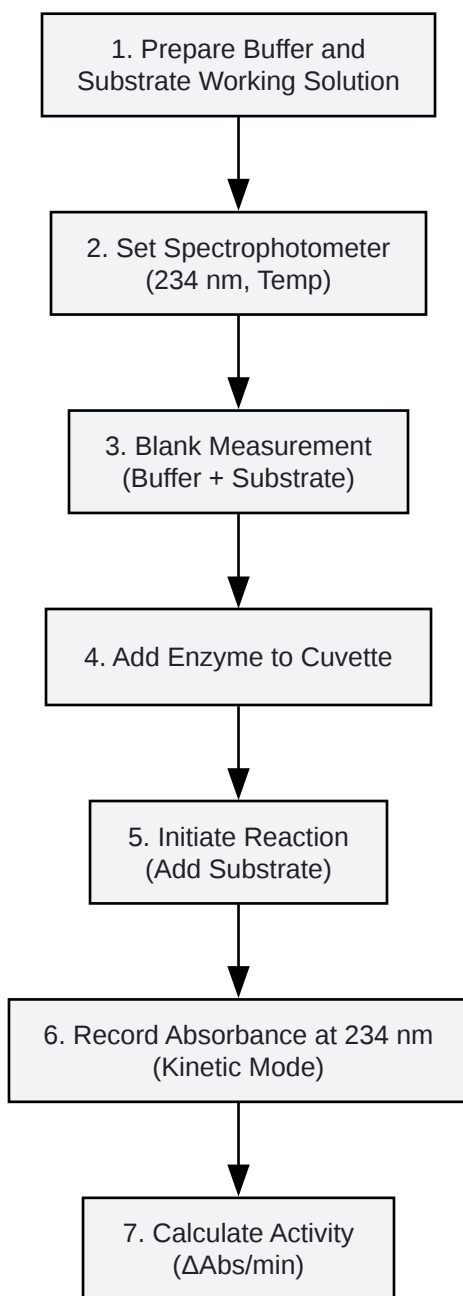 1. Prepare Buffer and
Substrate Working Solution
2. Set Spectrophotometer
(234 nm, Temp)
3. Blank Measurement
(Buffer + Substrate)
4. Add Enzyme to Cuvette
5. Initiate Reaction
(Add Substrate)
6. Record Absorbance at 234 nm
(Kinetic Mode)
7. Calculate Activity
(ΔAbs/min)